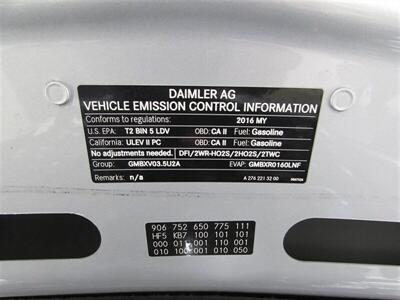 DAIMLER AG
VEHICLE EMISSION CONTROL INFORMATION
Conforms to regulations: 2016 MY
U.S. EPA: T2 BIN 5 LDV OBD: CA II Fuel: Gasoline
California: ULEV II PC OBD: CA II Fuel: Gasoline
No adjustments needed. DFI/2WR-HO2S/2HO2S/2TWC
Group: GMBXV03.5U2A Evap: GMBXR0160LNF
Remarks: n/a A 276 221 32 00
906 752 650 775 111
HF5 KB7 100 101 101
000 011 001 110 001
010 100 001 010 050